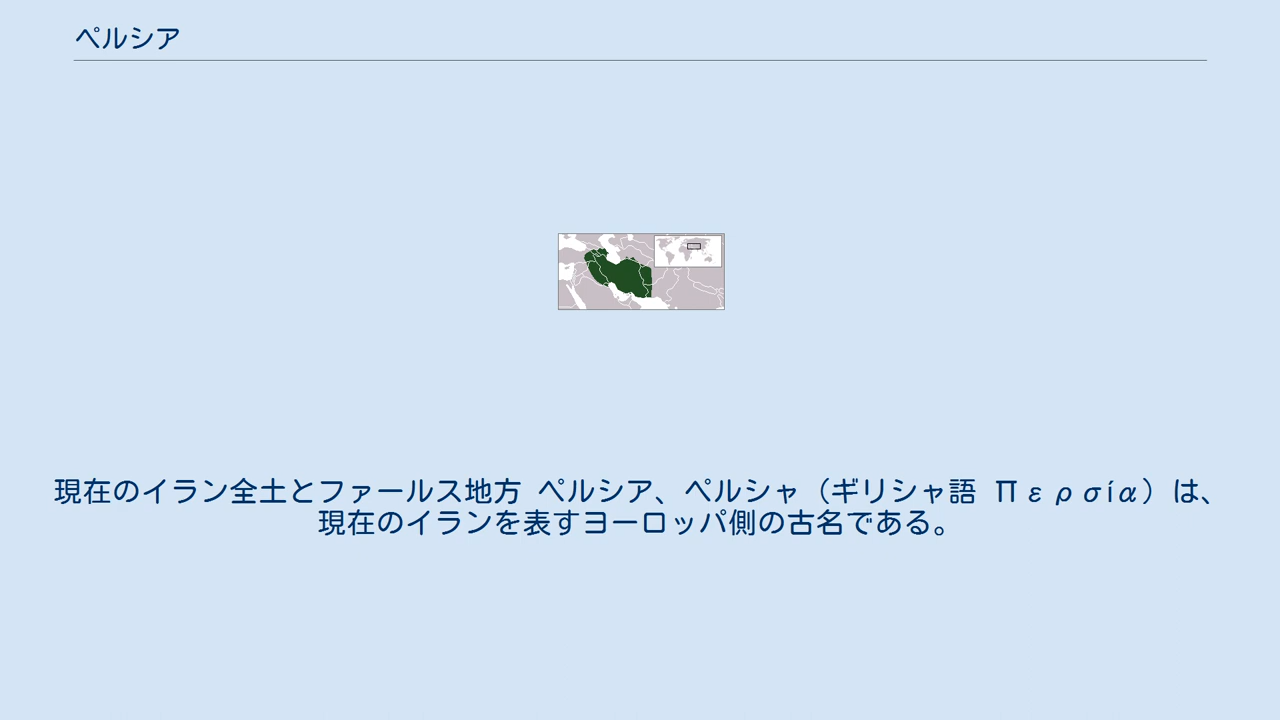 ペルシア
現在のイラン全土とファールス地方 ペルシア、ペルシャ（ギリシャ語 Περσία）は、
現在のイランを表すヨーロッパ側の古名である。